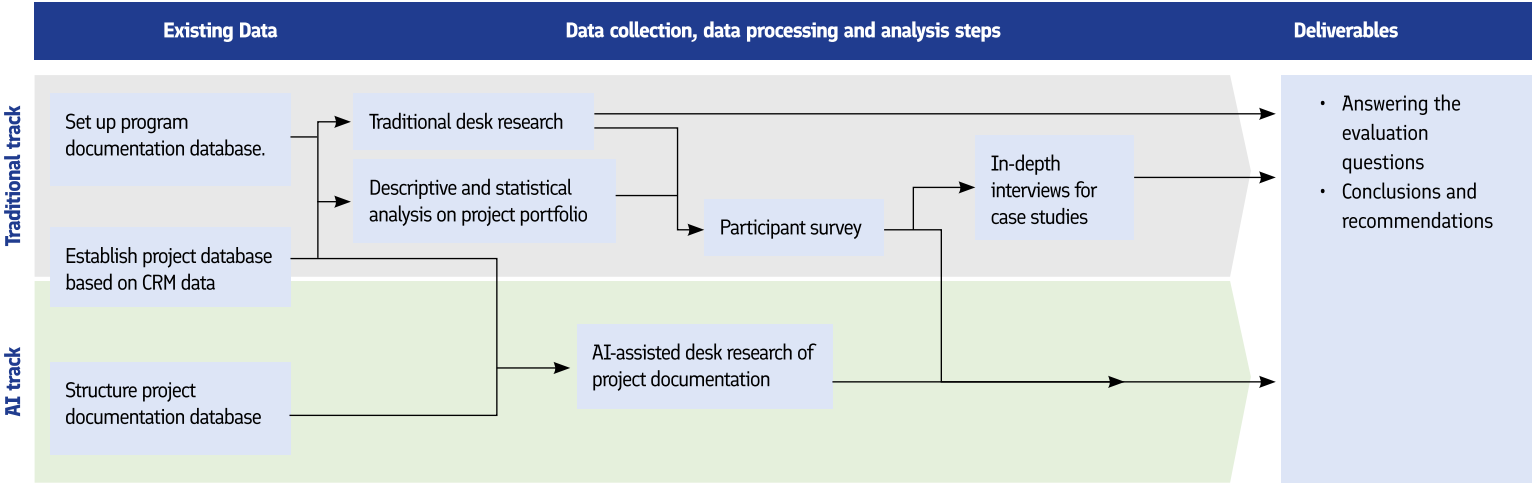 Existing Data
Data collection, data processing and analysis steps
Deliverables
Traditional track
Set up program
documentation database.
Establish project database
based on CRM data
Traditional desk research
Descriptive and statistical
analysis on project portfolio
Participant survey
In-depth
interviews for
case studies
AI track
Structure project
documentation database
AI-assisted desk research of
project documentation
• Answering the
evaluation
questions
• Conclusions and
recommendations